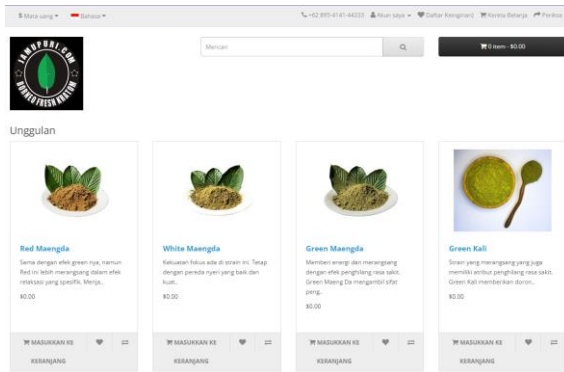 $ Mata uang
Bahasa
+62 895-4141-44033
Akun saya
Daftar Keinginan
Kereta Belanja
Periksa
JAMUPURI.COM
BORNEO FRESH KRATOM
Mencari
0 item - $0.00
Unggulan
Red Maengda
Sama dengan efek green nya, namun
Red ini lebih merangsang dalam efek
relaksasi yang spesifik. Menja..
$0.00
MASUKKAN KE
KERANJANG
White Maengda
Kekuatan fokus ada di strain ini. Tetap
dengan pereda nyeri yang baik dan
kuat..
$0.00
MASUKKAN KE
KERANJANG
Green Maengda
Memberi energi dan merangsang
dengan efek penghilang rasa sakit.
Green Maeng Da mengambil sifat
peng..
$0.00
MASUKKAN KE
KERANJANG
Green Kali
Strain yang merangsang yang juga
memiliki atribut penghilang rasa sakit.
Green Kali memberikan doron..
$0.00
MASUKKAN KE
KERANJANG